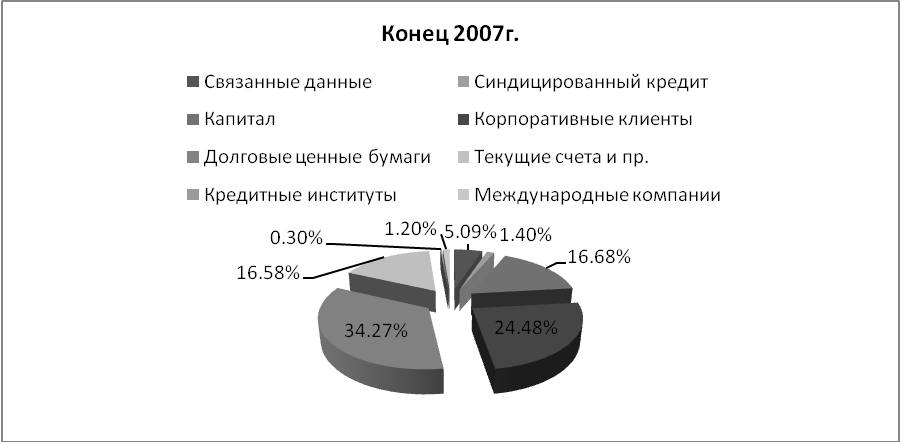 Конец 2007г.
Связанные данные
Синдицированный кредит
Капитал
Корпоративные клиенты
Долговые ценные бумаги
Текущие счета и пр.
Кредитные институты
Международные компании
0.30%
1.20%
5.09%
1.40%
16.58%
16.68%
34.27%
24.48%